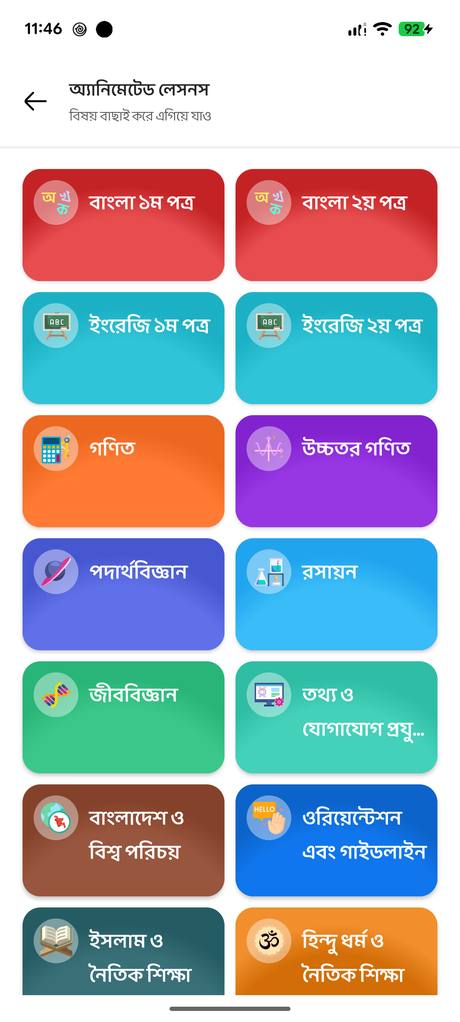 11:46
92
অ্যানিমেটেড লেসনস
বিষয় বাছাই করে এগিয়ে যাও
অ খ
ক
বাংলা ১ম পত্র
অ খ
ক
বাংলা ২য় পত্র
ABC
ইংরেজি ১ম পত্র
ABC
ইংরেজি ২য় পত্র
গণিত
উচ্চতর গণিত
পদার্থবিজ্ঞান
রসায়ন
জীববিজ্ঞান
তথ্য ও
যোগাযোগ প্রযু...
বাংলাদেশ ও
বিশ্ব পরিচয়
HELLO
ওরিয়েন্টেশন
এবং গাইডলাইন
ইসলাম ও
নৈতিক শিক্ষা
ॐ
হিন্দু ধর্ম ও
নৈতিক শিক্ষা